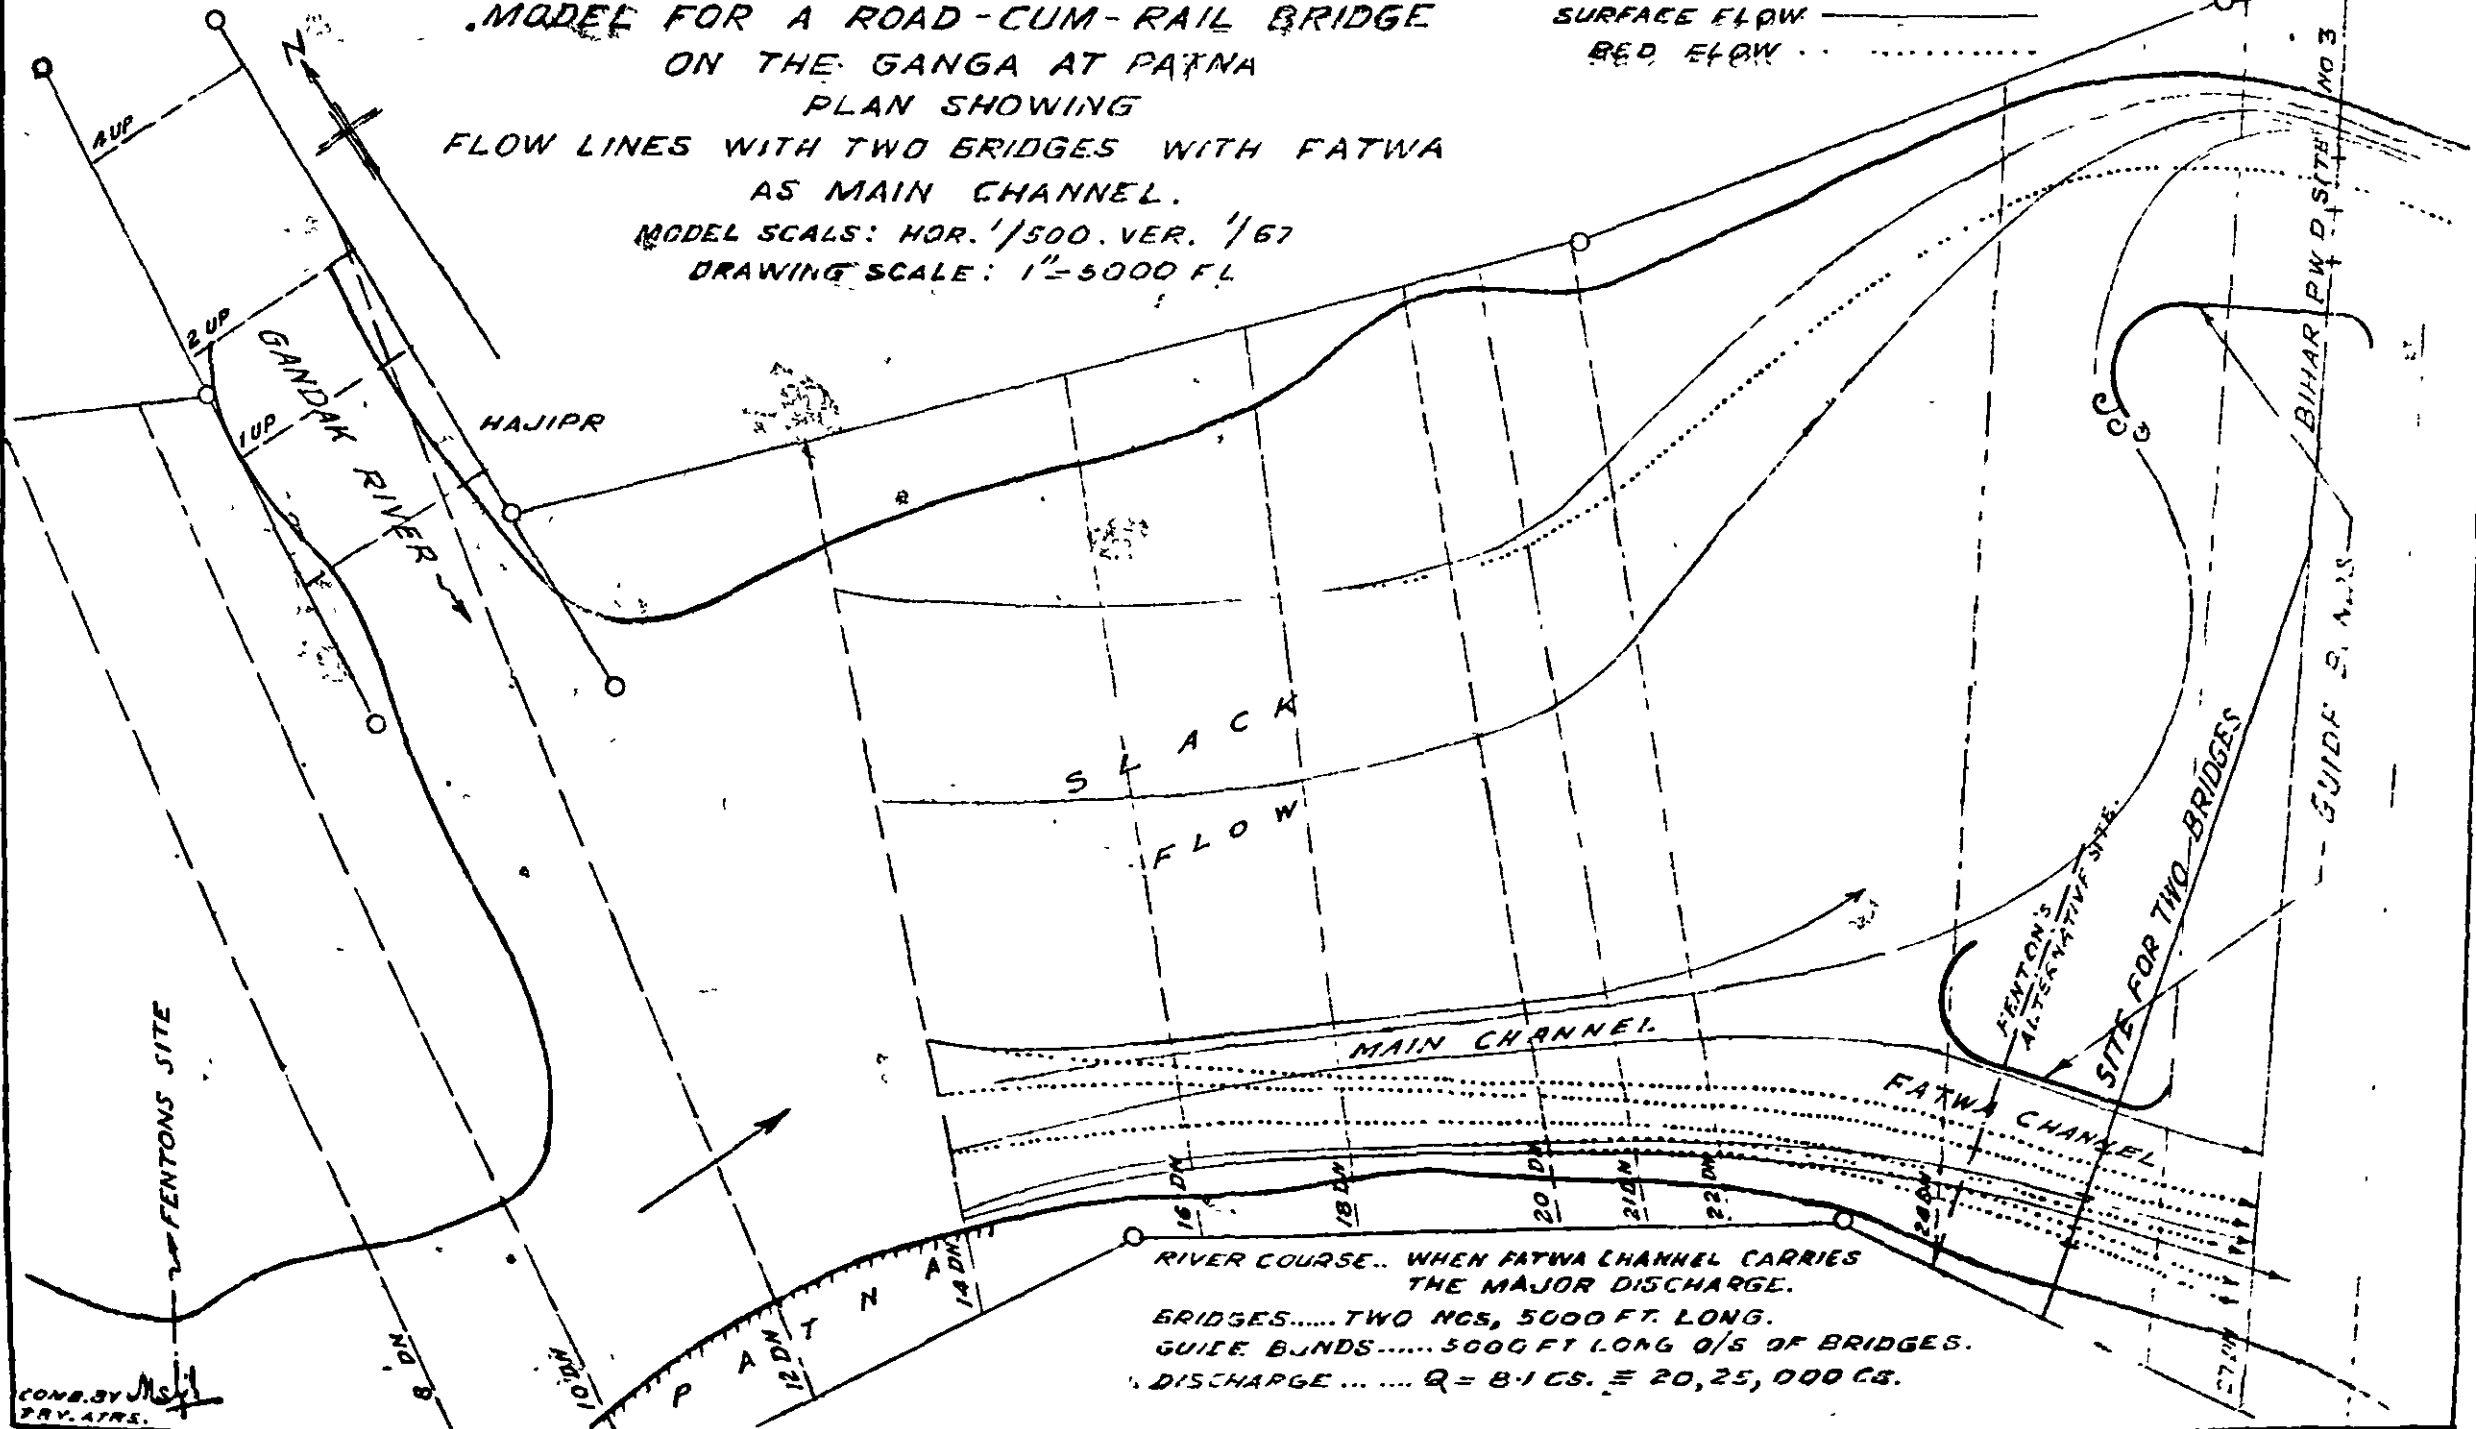 MODEL FOR A ROAD-CUM-RAIL BRIDGE
ON THE GANGA AT PATNA
PLAN SHOWING
FLOW LINES WITH TWO BRIDGES WITH FATWA
AS MAIN CHANNEL.
MODEL SCALS: HOR. 1/500. VER. 1/67
DRAWING SCALE: 1"=5000 FL
SURFACE FLOW
BED FLOW
N
4 UP
2 UP
1 UP
GANDAK RIVER
HAJIPR
BIHAR PWD SITE NO 3
SLACK
FLOW
GUIDE
MAIN CHANNEL
FATWA CHANNEL
FENTON'S
ALTERNATIVE SITE.
SITE FOR TWO BRIDGES
FENTONS SITE
PATNA
8 DN
10 DN
12 DN
14 DN
16 DN
18 DN
20 DN
21 DN
22 DN
24 DN
RIVER COURSE.. WHEN FATWA CHANNEL CARRIES
THE MAJOR DISCHARGE.
BRIDGES...... TWO NOS, 5000 FT. LONG.
GUIDE BUNDS...... 5000 FT LONG O/S OF BRIDGES.
DISCHARGE ... .... Q = 8·1 CS. ≡ 20,25,000 CS.
COMB. BY